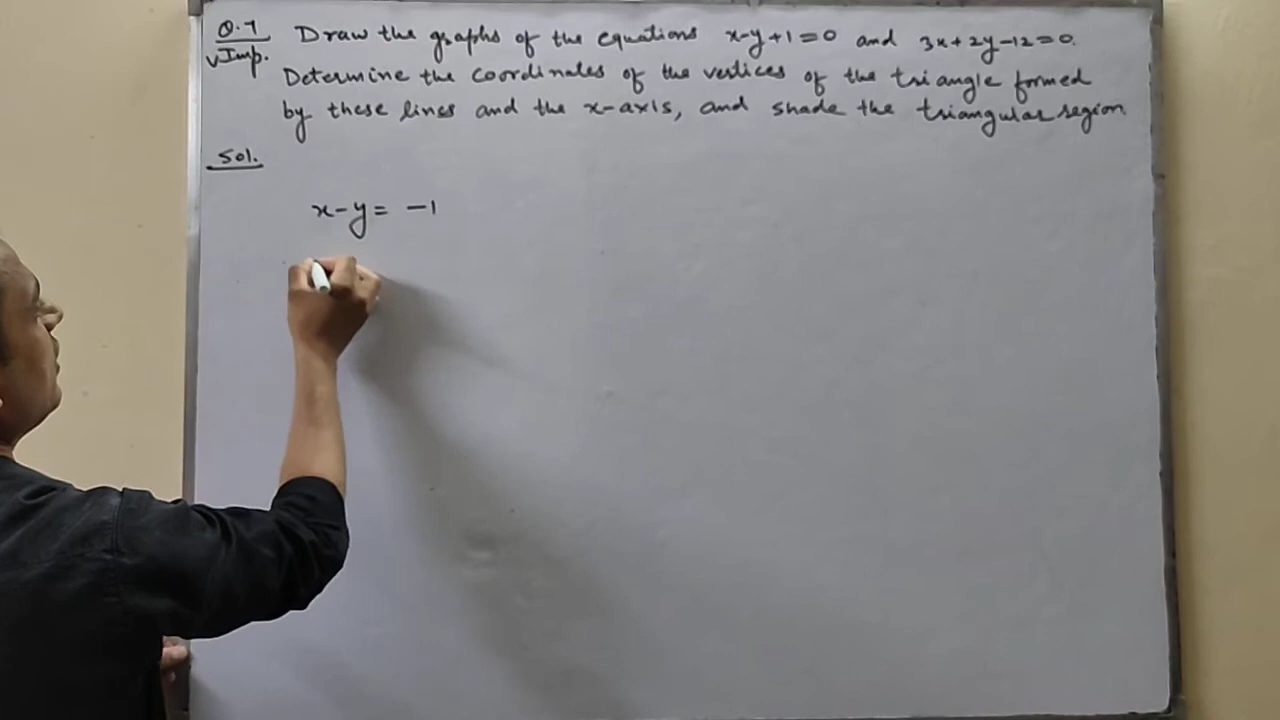 Q.7 Draw the graphs of the equations x-y+1=0 and 3x+2y-12=0.
v Imp. Determine the coordinates of the vertices of the triangle formed
by these lines and the x-axis, and shade the triangular region.
Sol.
x-y= -1